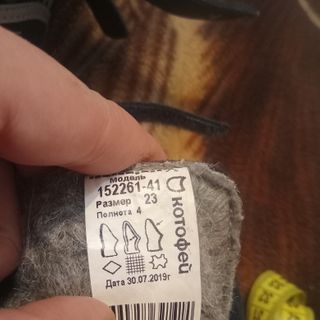 Модель
152261-41
Размер 23
Полнота 4
Дата 30.07.2019г
котофей